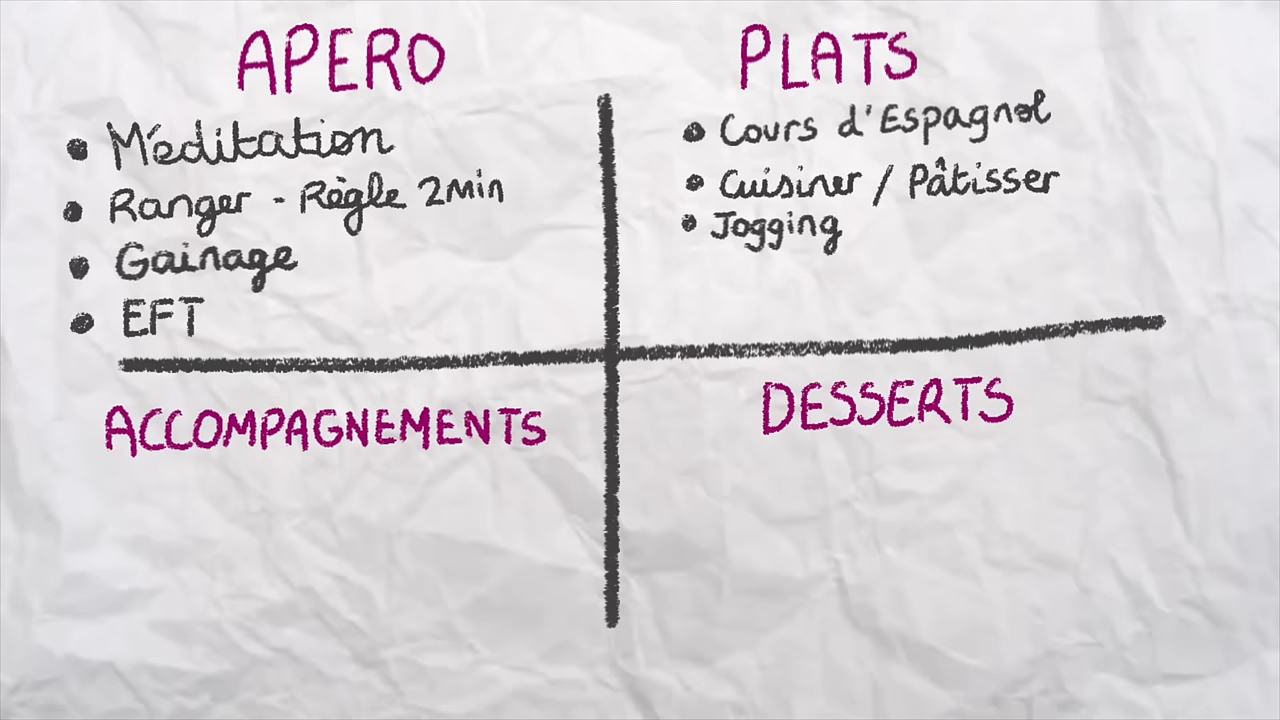 APERO
• Méditation
• Ranger - Règle 2min
• Gainage
• EFT
PLATS
• Cours d'Espagnol
• Cuisiner / Pâtisser
• Jogging
ACCOMPAGNEMENTS
DESSERTS